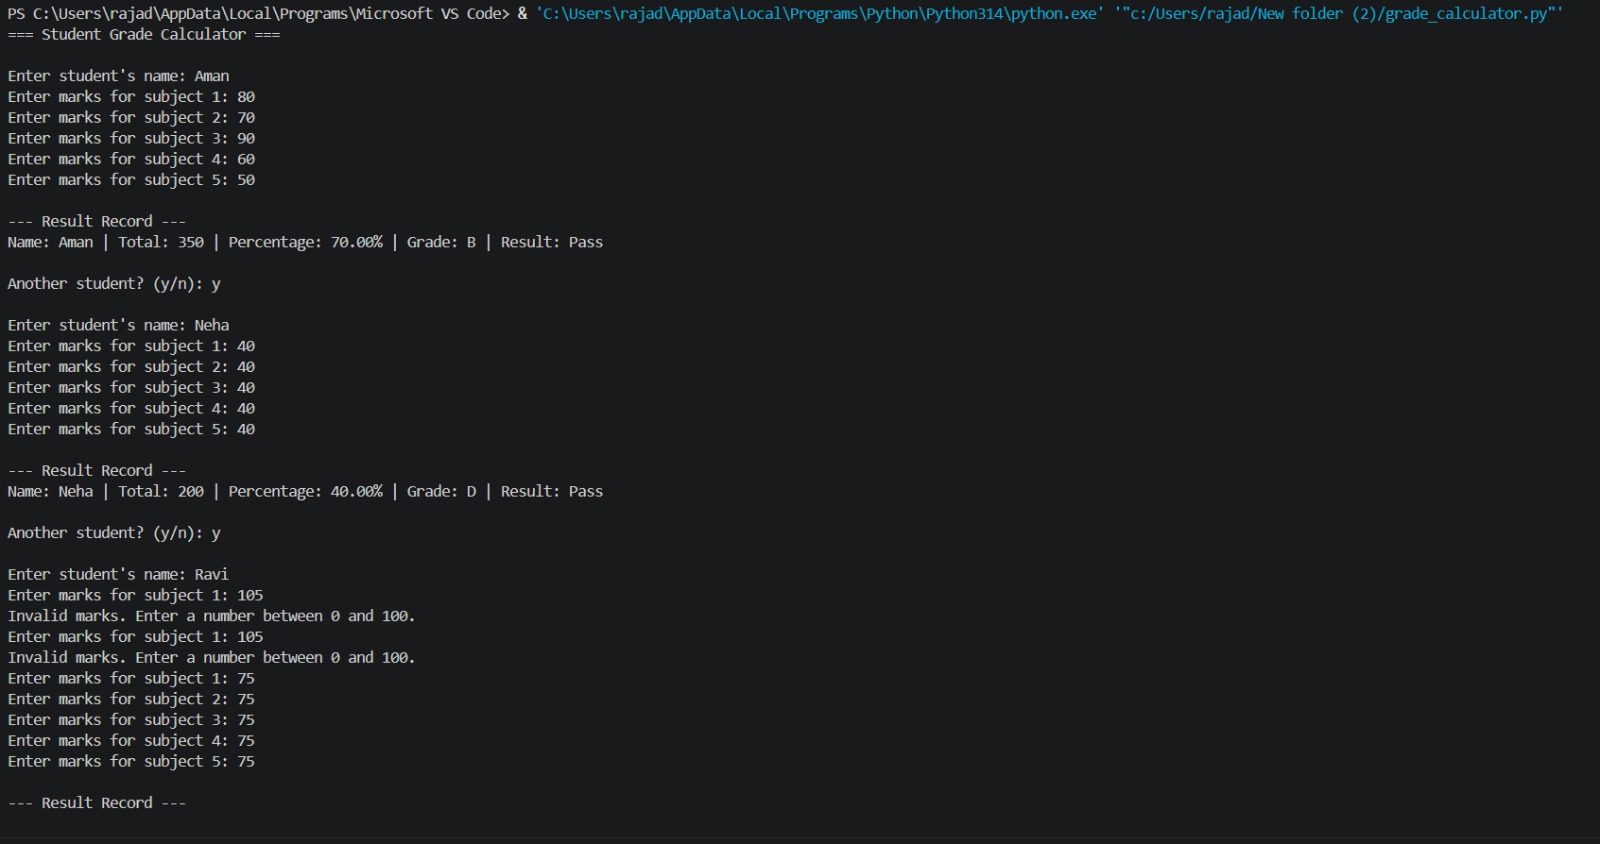 PS C:\Users\rajad\AppData\Local\Programs\Microsoft VS Code> & 'C:\Users\rajad\AppData\Local\Programs\Python\Python314\python.exe' '"c:/Users/rajad/New folder (2)/grade_calculator.py"'
=== Student Grade Calculator ===
Enter student's name: Aman
Enter marks for subject 1: 80
Enter marks for subject 2: 70
Enter marks for subject 3: 90
Enter marks for subject 4: 60
Enter marks for subject 5: 50
--- Result Record ---
Name: Aman | Total: 350 | Percentage: 70.00% | Grade: B | Result: Pass
Another student? (y/n): y
Enter student's name: Neha
Enter marks for subject 1: 40
Enter marks for subject 2: 40
Enter marks for subject 3: 40
Enter marks for subject 4: 40
Enter marks for subject 5: 40
--- Result Record ---
Name: Neha | Total: 200 | Percentage: 40.00% | Grade: D | Result: Pass
Another student? (y/n): y
Enter student's name: Ravi
Enter marks for subject 1: 105
Invalid marks. Enter a number between 0 and 100.
Enter marks for subject 1: 105
Invalid marks. Enter a number between 0 and 100.
Enter marks for subject 1: 75
Enter marks for subject 2: 75
Enter marks for subject 3: 75
Enter marks for subject 4: 75
Enter marks for subject 5: 75
--- Result Record ---